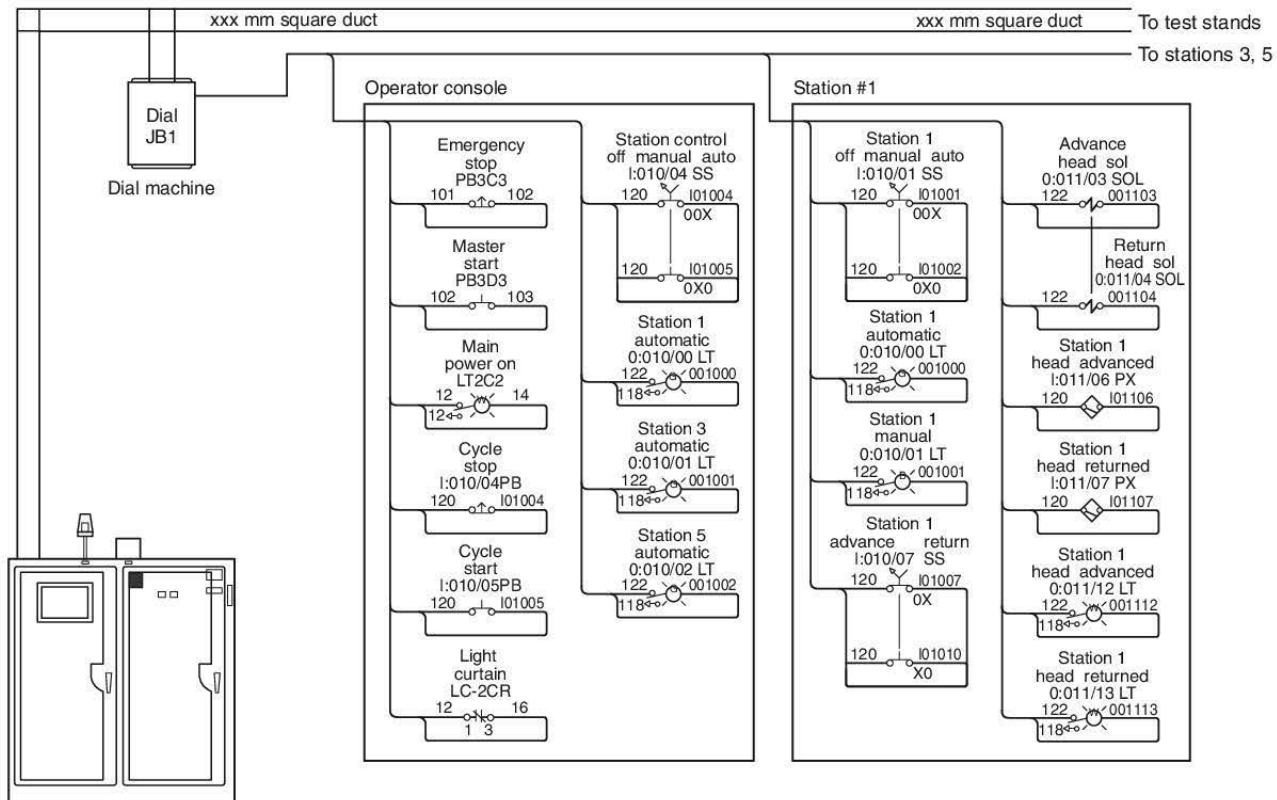 xxx mm square duct
xxx mm square duct
To test stands
To stations 3, 5
Dial
JB1
Dial machine
Operator console
Emergency
stop
PB3C3
101 102
Master
start
PB3D3
102 103
Main
power on
LT2C2
12 14
12
Cycle
stop
I:010/04PB
120 I01004
Cycle
start
I:010/05PB
120 I01005
Light
curtain
LC-2CR
12 16
1 3
Station control
off manual auto
I:010/04 SS
120 I01004
00X
120 I01005
0X0
Station 1
automatic
0:010/00 LT
122 001000
118
Station 3
automatic
0:010/01 LT
122 001001
118
Station 5
automatic
0:010/02 LT
122 001002
118
Station #1
Station 1
off manual auto
I:010/01 SS
120 I01001
00X
120 I01002
0X0
Station 1
automatic
0:010/00 LT
122 001000
118
Station 1
manual
0:010/01 LT
122 001001
118
Station 1
advance return
I:010/07 SS
120 I01007
0X
120 I01010
X0
Advance
head sol
0:011/03 SOL
122 001103
Return
head sol
0:011/04 SOL
122 001104
Station 1
head advanced
I:011/06 PX
120 I01106
Station 1
head returned
I:011/07 PX
120 I01107
Station 1
head advanced
0:011/12 LT
122 001112
118
Station 1
head returned
0:011/13 LT
122 001113
118